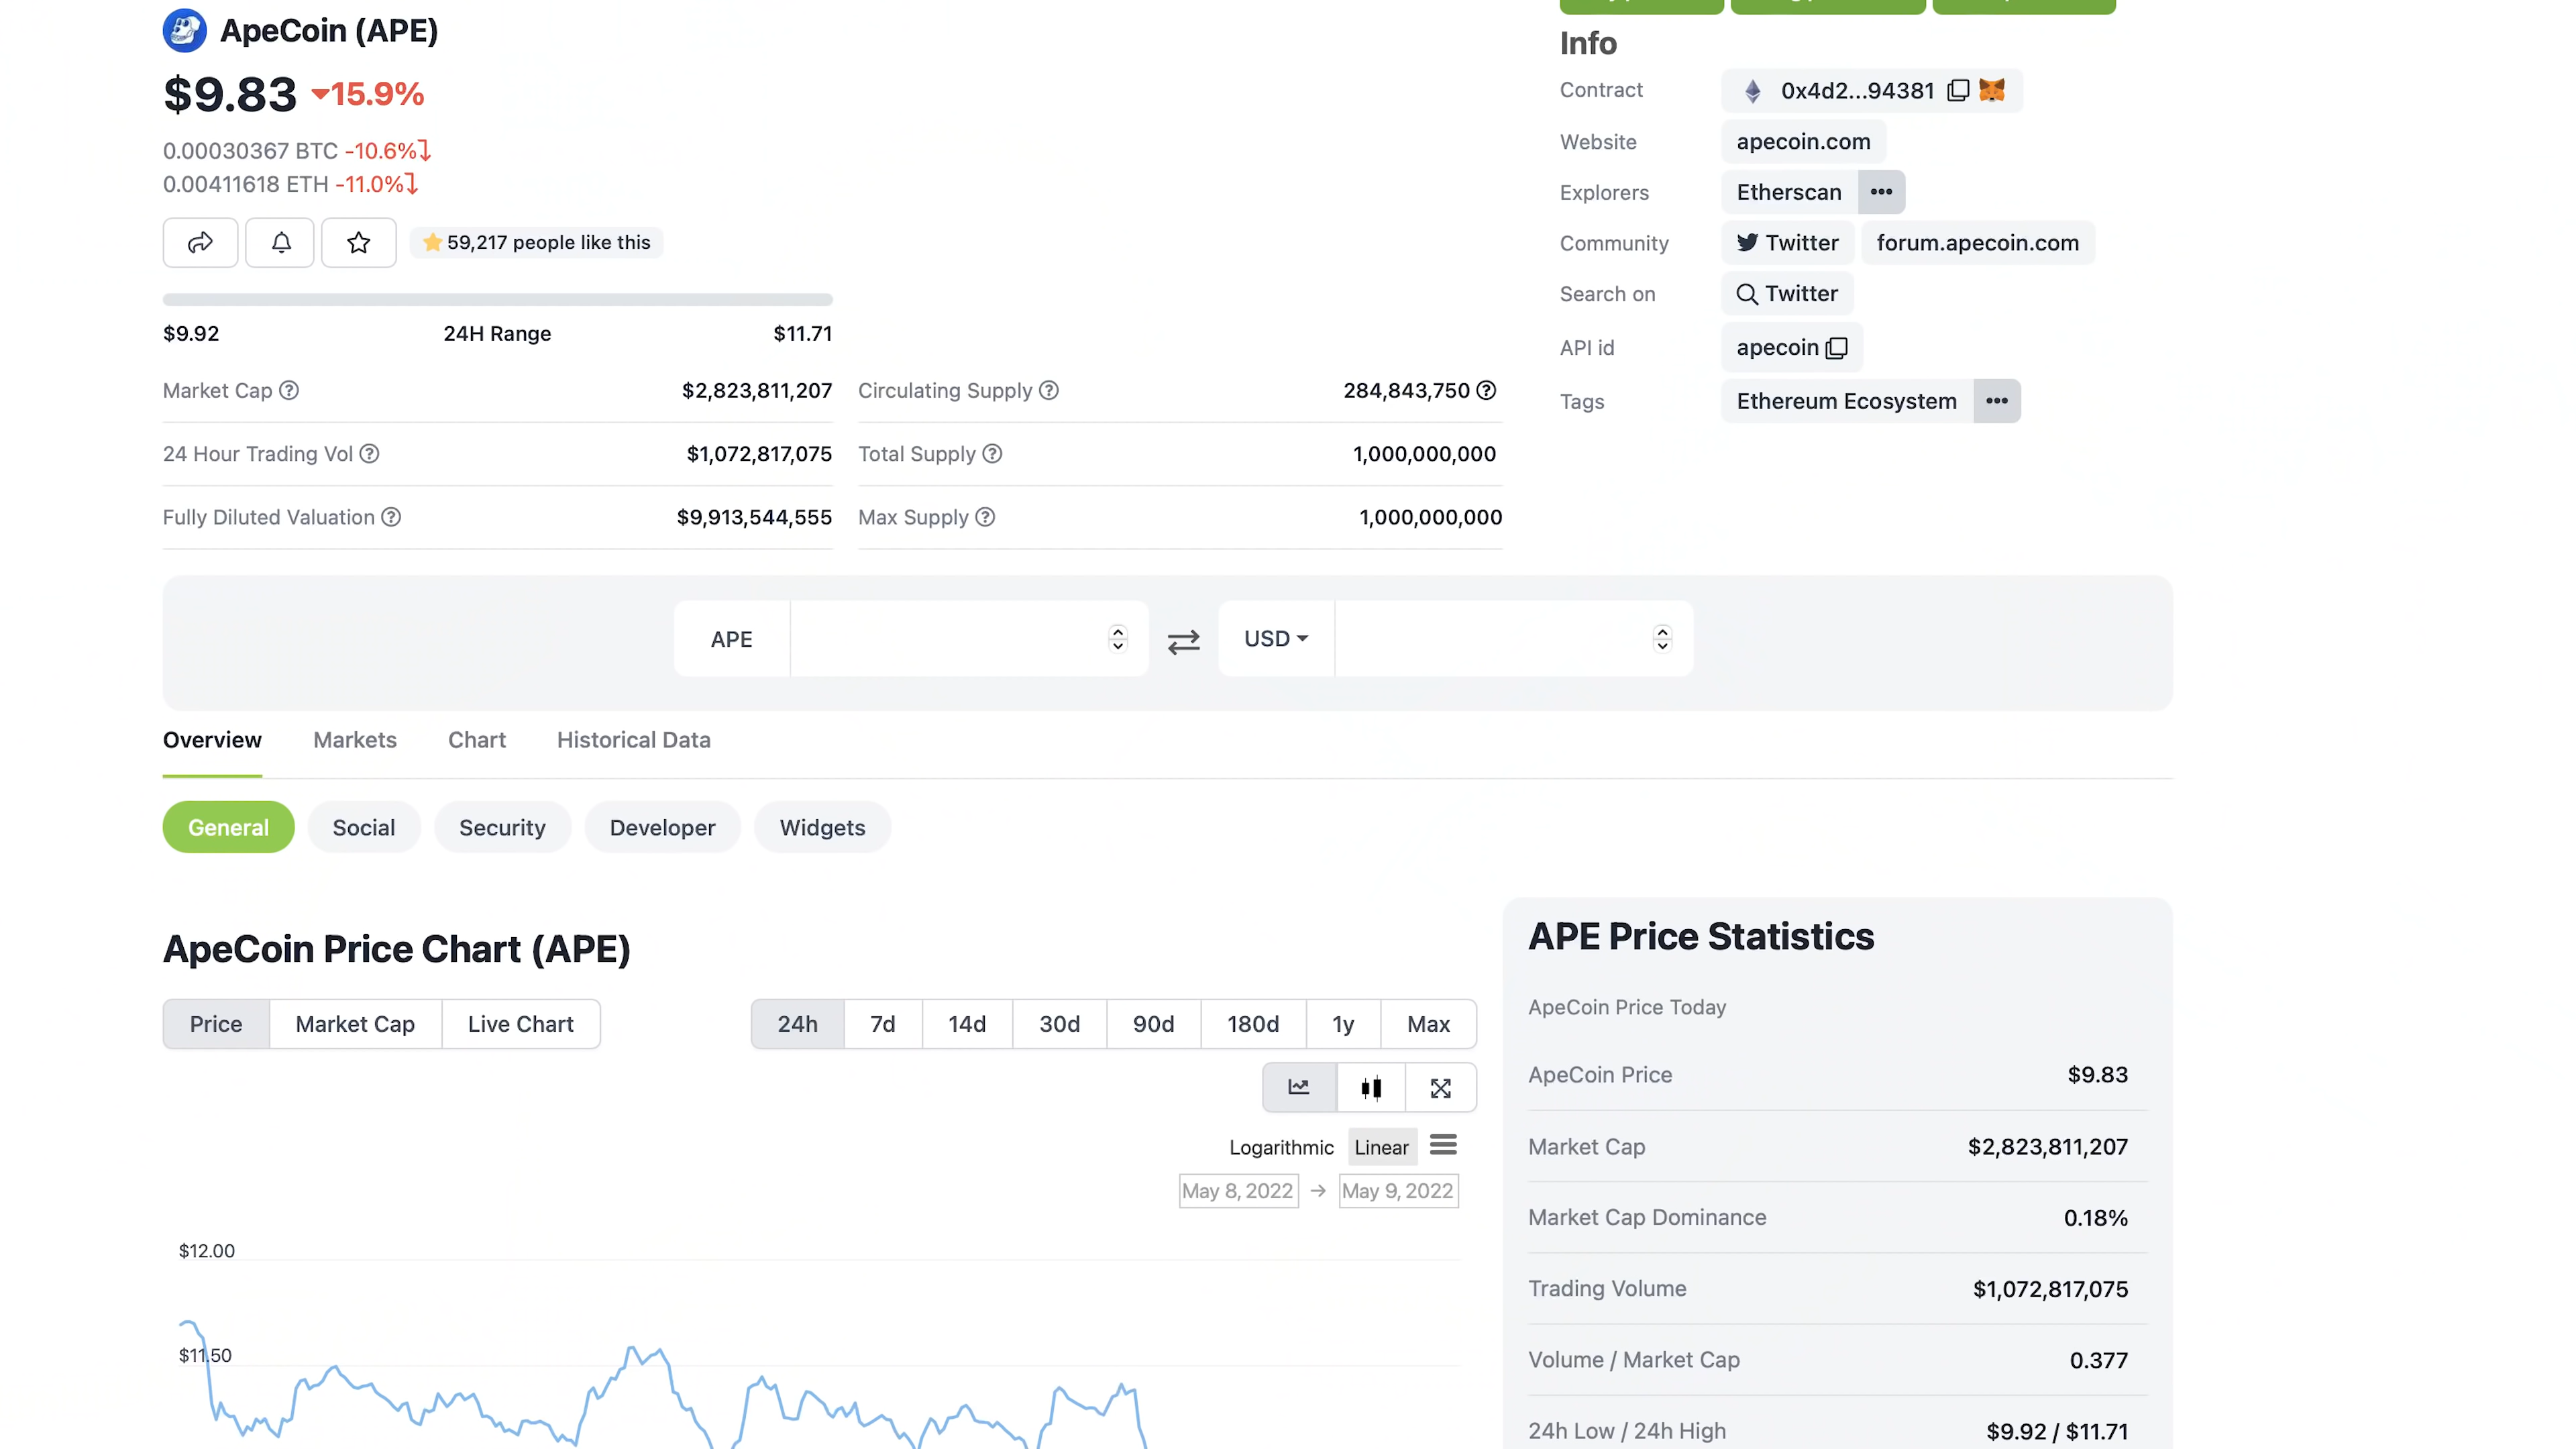 ApeCoin (APE)
$9.83 15.9%
0.00030367 BTC -10.6%
0.00411618 ETH -11.0%
59,217 people like this
$9.92 24H Range $11.71
Market Cap $2,823,811,207
24 Hour Trading Vol $1,072,817,075
Fully Diluted Valuation $9,913,544,555
Circulating Supply 284,843,750
Total Supply 1,000,000,000
Max Supply 1,000,000,000
Info
Contract 0x4d2...94381
Website apecoin.com
Explorers Etherscan
Community Twitter forum.apecoin.com
Search on Twitter
API id apecoin
Tags Ethereum Ecosystem
APE USD
Overview Markets Chart Historical Data
General Social Security Developer Widgets
ApeCoin Price Chart (APE)
Price Market Cap Live Chart 24h 7d 14d 30d 90d 180d 1y Max
Logarithmic Linear
May 8, 2022 → May 9, 2022
$12.00
$11.50
APE Price Statistics
ApeCoin Price Today
ApeCoin Price $9.83
Market Cap $2,823,811,207
Market Cap Dominance 0.18%
Trading Volume $1,072,817,075
Volume / Market Cap 0.377
24h Low / 24h High $9.92 / $11.71